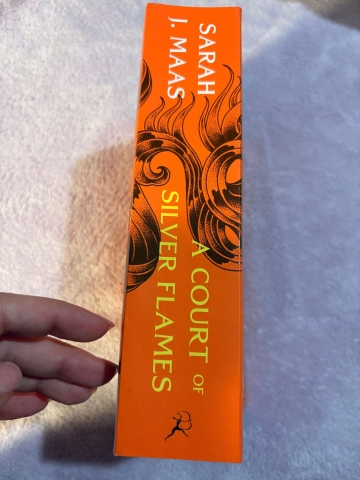 SARAH
J. MAAS
A COURT OF
SILVER FLAMES